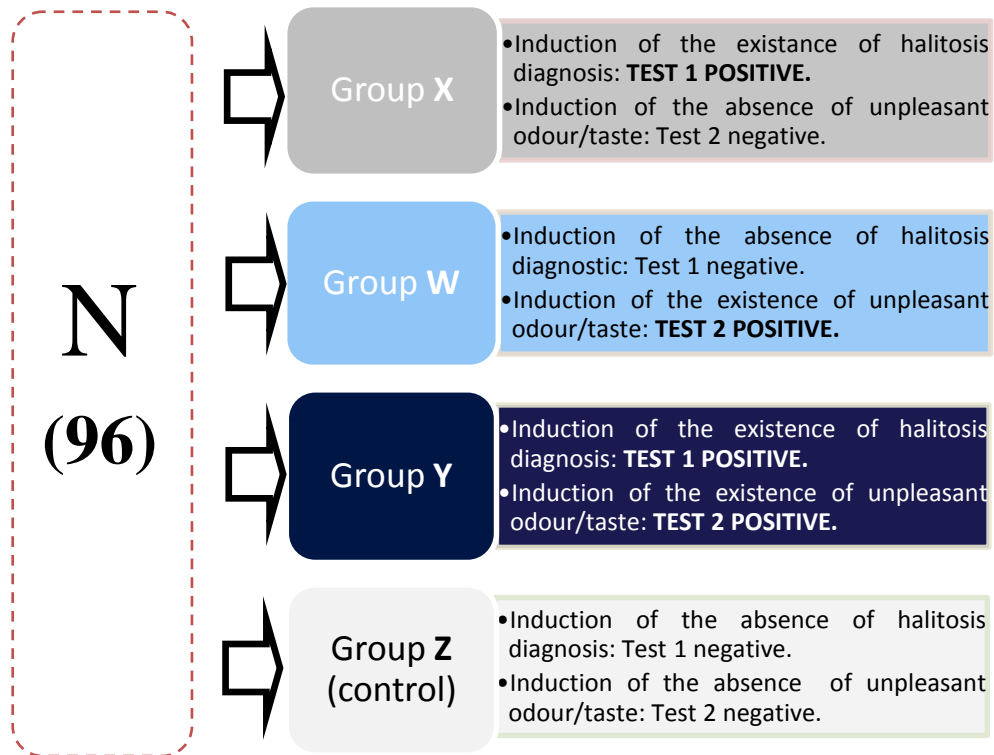 N
(96)
Group X
•Induction of the existance of halitosis
diagnosis: TEST 1 POSITIVE.
•Induction of the absence of unpleasant
odour/taste: Test 2 negative.
Group W
•Induction of the absence of halitosis
diagnostic: Test 1 negative.
•Induction of the existence of unpleasant
odour/taste: TEST 2 POSITIVE.
Group Y
•Induction of the existence of halitosis
diagnosis: TEST 1 POSITIVE.
•Induction of the existence of unpleasant
odour/taste: TEST 2 POSITIVE.
Group Z
(control)
•Induction of the absence of halitosis
diagnosis: Test 1 negative.
•Induction of the absence of unpleasant
odour/taste: Test 2 negative.